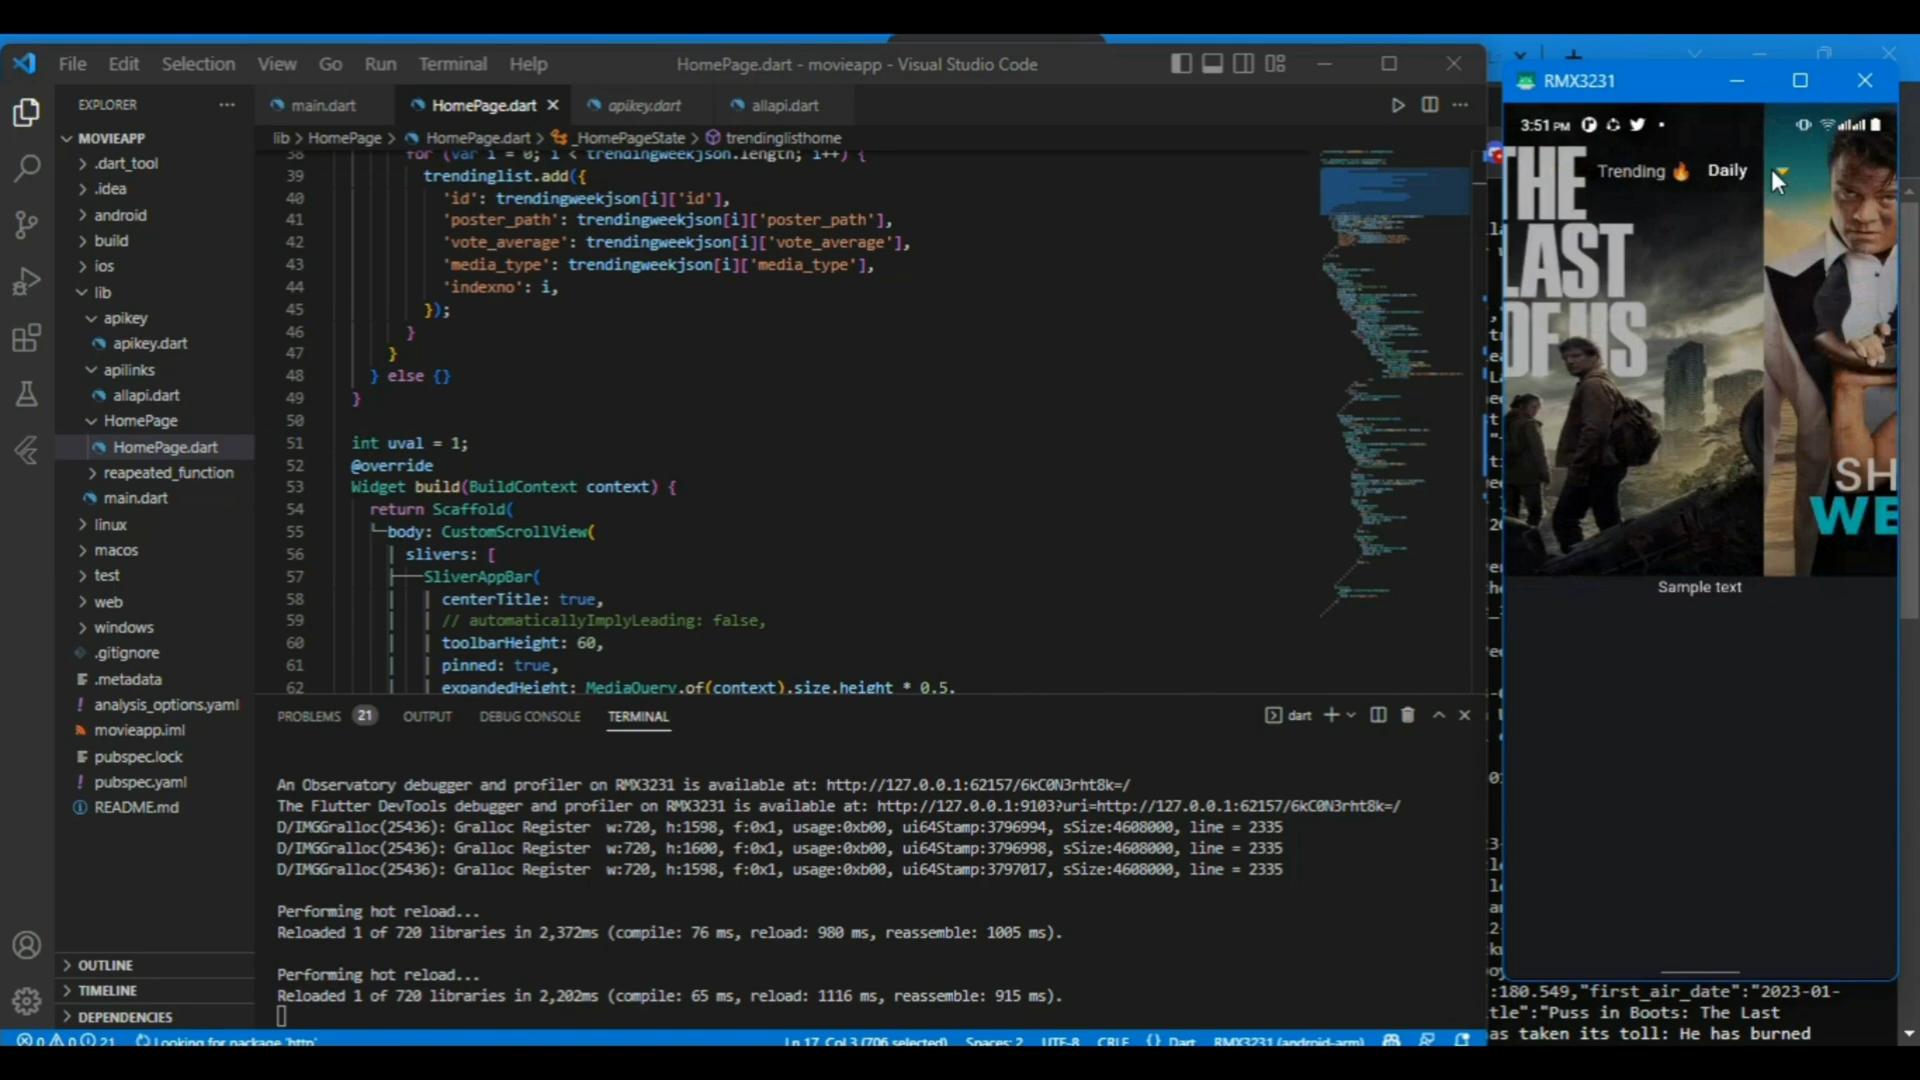 File Edit Selection View Go Run Terminal Help
HomePage.dart - movieapp - Visual Studio Code
EXPLORER
MOVIEAPP
.dart_tool
.idea
android
build
ios
lib
apikey
apikey.dart
apilinks
allapi.dart
HomePage
HomePage.dart
reapeated_function
main.dart
linux
macos
test
web
windows
.gitignore
.metadata
analysis_options.yaml
movieapp.iml
pubspec.lock
pubspec.yaml
README.md
OUTLINE
TIMELINE
DEPENDENCIES
main.dart HomePage.dart apikey.dart allapi.dart
lib > HomePage > HomePage.dart > _HomePageState > trendinglisthome
38 for (var i = 0; i < trendingweekjson.length; i++) {
39 trendinglist.add({
40 'id': trendingweekjson[i]['id'],
41 'poster_path': trendingweekjson[i]['poster_path'],
42 'vote_average': trendingweekjson[i]['vote_average'],
43 'media_type': trendingweekjson[i]['media_type'],
44 'indexno': i,
45 });
46 }
47 }
48 } else {}
49 }
50
51 int uval = 1;
52 @override
53 Widget build(BuildContext context) {
54 return Scaffold(
55 body: CustomScrollView(
56 slivers: [
57 SliverAppBar(
58 centerTitle: true,
59 // automaticallyImplyLeading: false,
60 toolbarHeight: 60,
61 pinned: true,
62 expandedHeight: MediaQuery.of(context).size.height * 0.5,
PROBLEMS 21 OUTPUT DEBUG CONSOLE TERMINAL
dart
An Observatory debugger and profiler on RMX3231 is available at: http://127.0.0.1:62157/6kC0N3rht8k=/
The Flutter DevTools debugger and profiler on RMX3231 is available at: http://127.0.0.1:9103?uri=http://127.0.0.1:62157/6kC0N3rht8k=/
D/IMGGralloc(25436): Gralloc Register w:720, h:1598, f:0x1, usage:0xb00, ui64Stamp:3796994, sSize:4608000, line = 2335
D/IMGGralloc(25436): Gralloc Register w:720, h:1600, f:0x1, usage:0xb00, ui64Stamp:3796998, sSize:4608000, line = 2335
D/IMGGralloc(25436): Gralloc Register w:720, h:1598, f:0x1, usage:0xb00, ui64Stamp:3797017, sSize:4608000, line = 2335
Performing hot reload...
Reloaded 1 of 720 libraries in 2,372ms (compile: 76 ms, reload: 980 ms, reassemble: 1005 ms).
Performing hot reload...
Reloaded 1 of 720 libraries in 2,202ms (compile: 65 ms, reload: 1116 ms, reassemble: 915 ms).
0 0 21 Looking for package 'http' Ln 17, Col 3 (706 selected) Spaces: 2 UTF-8 CRLF {} Dart RMX3231 (android-arm)
RMX3231
3:51 PM
Trending 🔥 Daily
THE
LAST
OF US
SH
WE
Sample text
:180.549,"first_air_date":"2023-01-
tle":"Puss in Boots: The Last
as taken its toll: He has burned